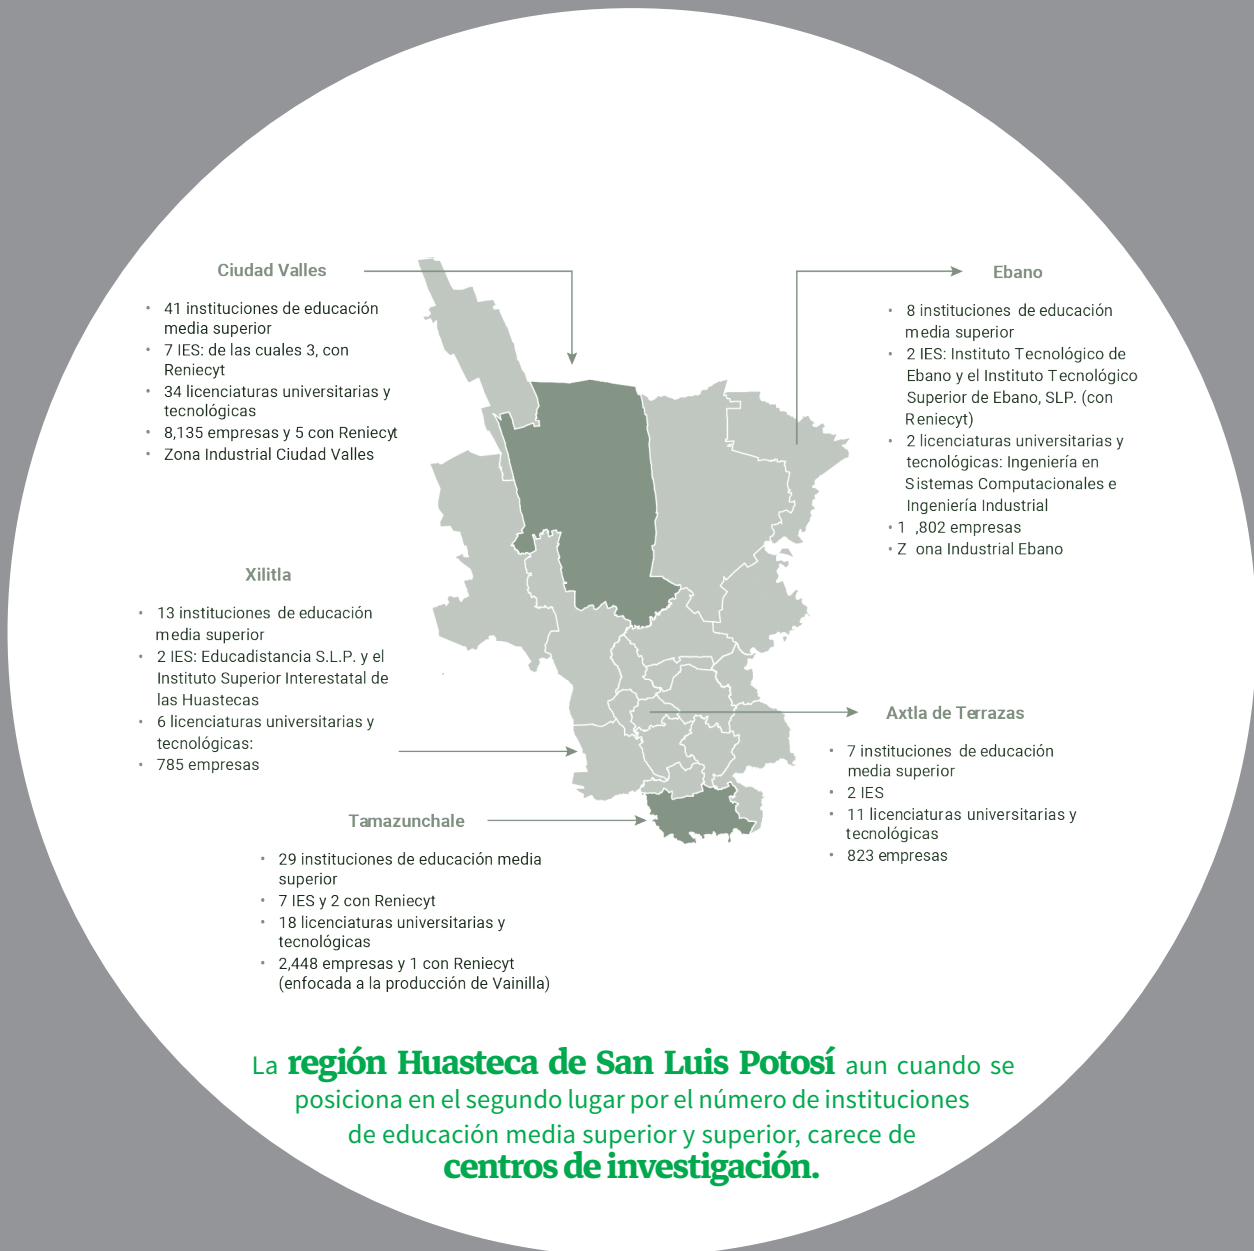 Ciudad Valles
• 41 instituciones de educación
media superior
• 7 IES: de las cuales 3, con
Reniecyt
• 34 licenciaturas universitarias y
tecnológicas
• 8,135 empresas y 5 con Reniecyt
• Zona Industrial Ciudad Valles
Ebano
• 8 instituciones de educación
media superior
• 2 IES: Instituto Tecnológico de
Ebano y el Instituto Tecnológico
Superior de Ebano, SLP. (con
Reniecyt)
• 2 licenciaturas universitarias y
tecnológicas: Ingeniería en
Sistemas Computacionales e
Ingeniería Industrial
• 1 ,802 empresas
• Z ona Industrial Ebano
Xilitla
• 13 instituciones de educación
media superior
• 2 IES: Educadistancia S.L.P. y el
Instituto Superior Interestatal de
las Huastecas
• 6 licenciaturas universitarias y
tecnológicas:
• 785 empresas
Axtla de Terrazas
• 7 instituciones de educación
media superior
• 2 IES
• 11 licenciaturas universitarias y
tecnológicas
• 823 empresas
Tamazunchale
• 29 instituciones de educación media
superior
• 7 IES y 2 con Reniecyt
• 18 licenciaturas universitarias y
tecnológicas
• 2,448 empresas y 1 con Reniecyt
(enfocada a la producción de Vainilla)
La región Huasteca de San Luis Potosí aun cuando se
posiciona en el segundo lugar por el número de instituciones
de educación media superior y superior, carece de
centros de investigación.